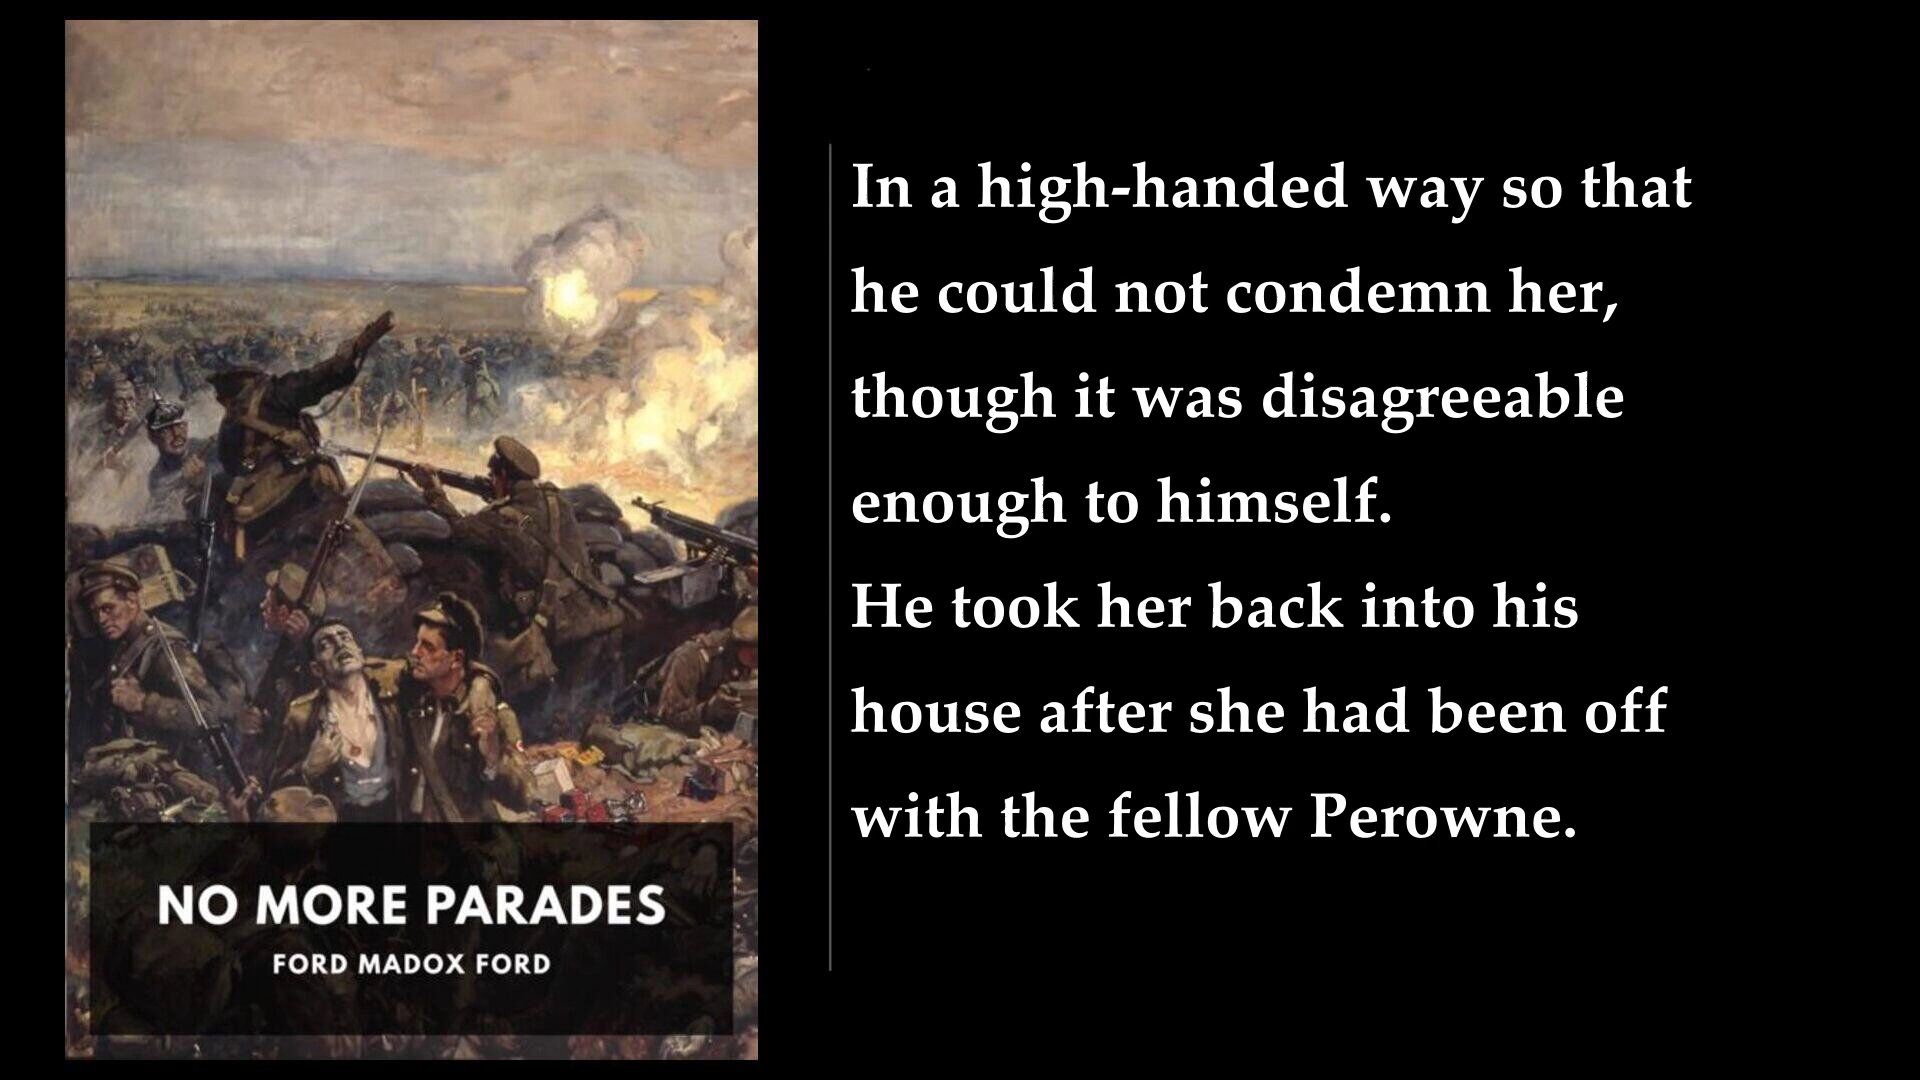 In a high-handed way so that
he could not condemn her,
though it was disagreeable
enough to himself.
He took her back into his
house after she had been off
with the fellow Perowne.
NO MORE PARADES
FORD MADOX FORD